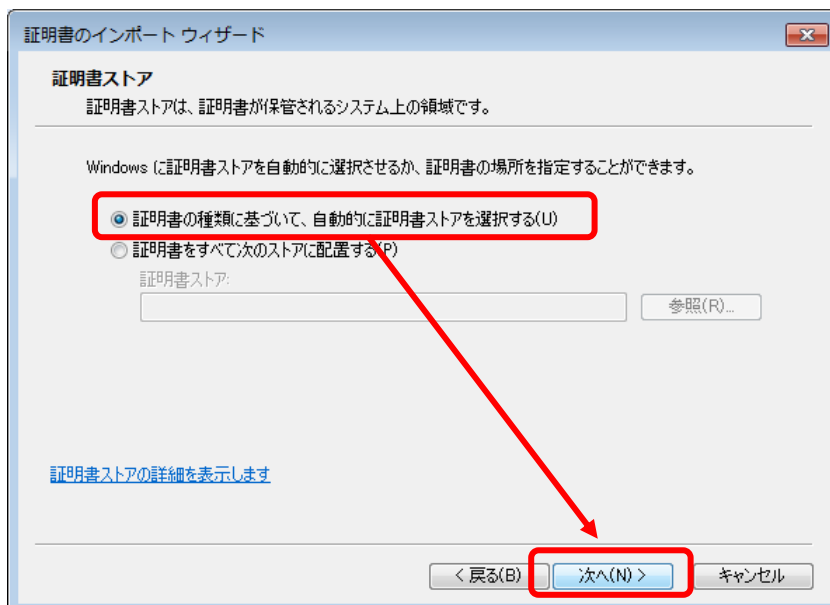 証明書のインポート ウィザード
証明書ストア
証明書ストアは、証明書が保管されるシステム上の領域です。
Windows に証明書ストアを自動的に選択させるか、証明書の場所を指定することができます。
証明書の種類に基づいて、自動的に証明書ストアを選択する(U)
証明書をすべて次のストアに配置する(P)
証明書ストア:
参照(R)...
証明書ストアの詳細を表示します
< 戻る(B)
次へ(N) >
キャンセル